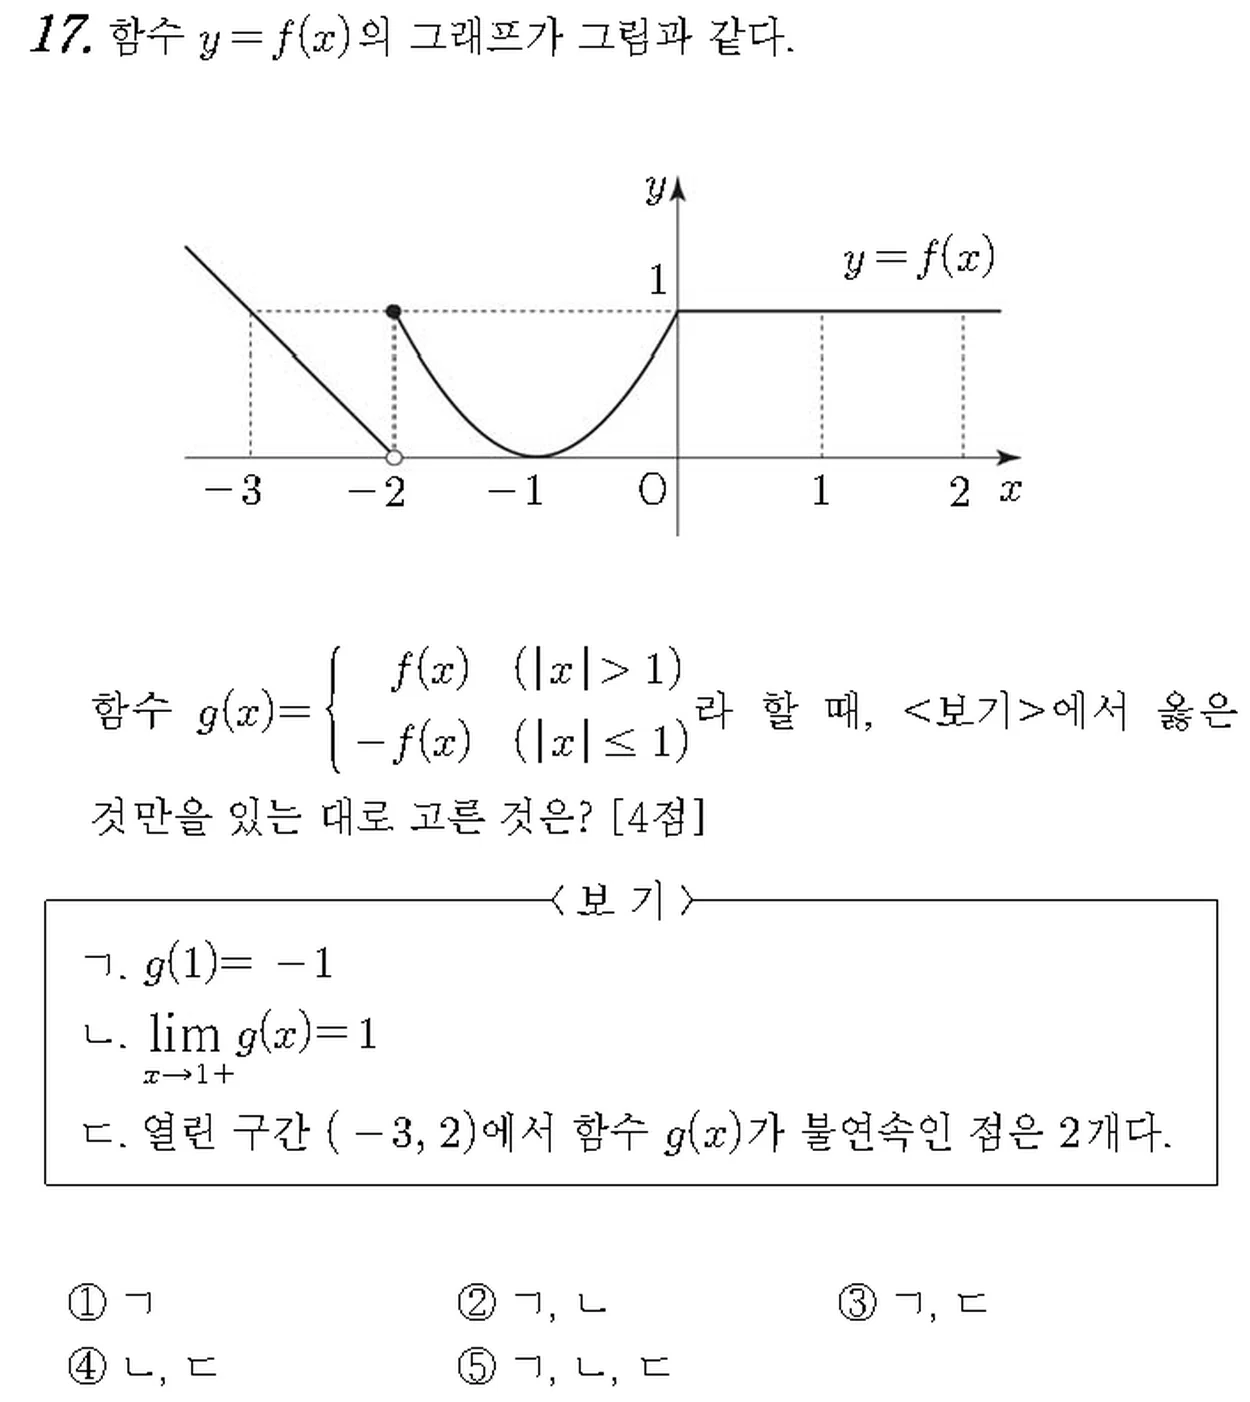 17. 함수 y=f(x)의 그래프가 그림과 같다.
y
1
y=f(x)
-3 -2 -1 O 1 2 x
함수 g(x)={ f(x) (|x|>1)
-f(x) (|x|≤1) 라 할 때, <보기>에서 옳은
것만을 있는 대로 고른 것은? [4점]
〈보 기〉
ㄱ. g(1)= -1
ㄴ. lim g(x)=1
x→1+
ㄷ. 열린 구간 (-3, 2)에서 함수 g(x)가 불연속인 점은 2개다.
① ㄱ ② ㄱ, ㄴ ③ ㄱ, ㄷ
④ ㄴ, ㄷ ⑤ ㄱ, ㄴ, ㄷ